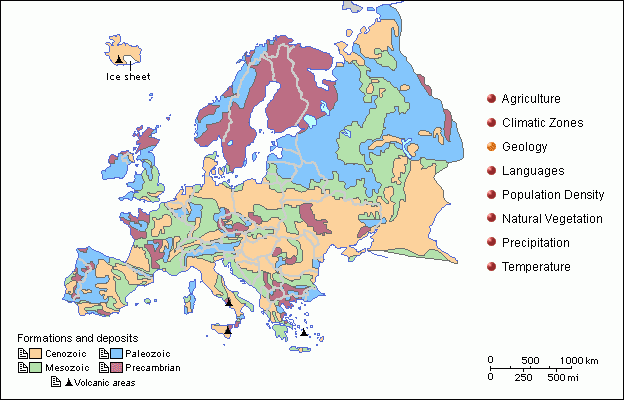 Ice sheet
Agriculture
Climatic Zones
Geology
Languages
Population Density
Natural Vegetation
Precipitation
Temperature
Formations and deposits
Cenozoic Paleozoic
Mesozoic Precambrian
Volcanic areas
0 500 1000 km
0 250 500 mi